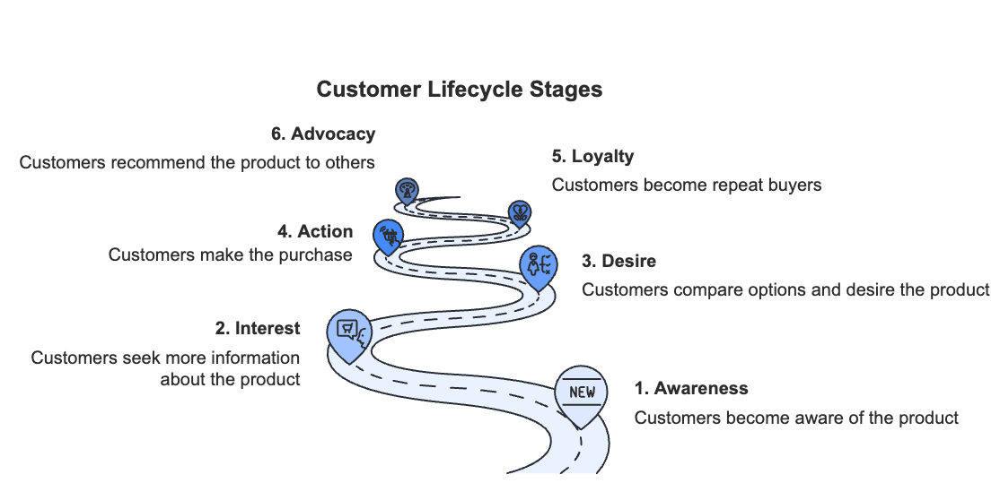 Customer Lifecycle Stages
6. Advocacy
Customers recommend the product to others
5. Loyalty
Customers become repeat buyers
4. Action
Customers make the purchase
3. Desire
Customers compare options and desire the product
2. Interest
Customers seek more information
about the product
NEW
1. Awareness
Customers become aware of the product